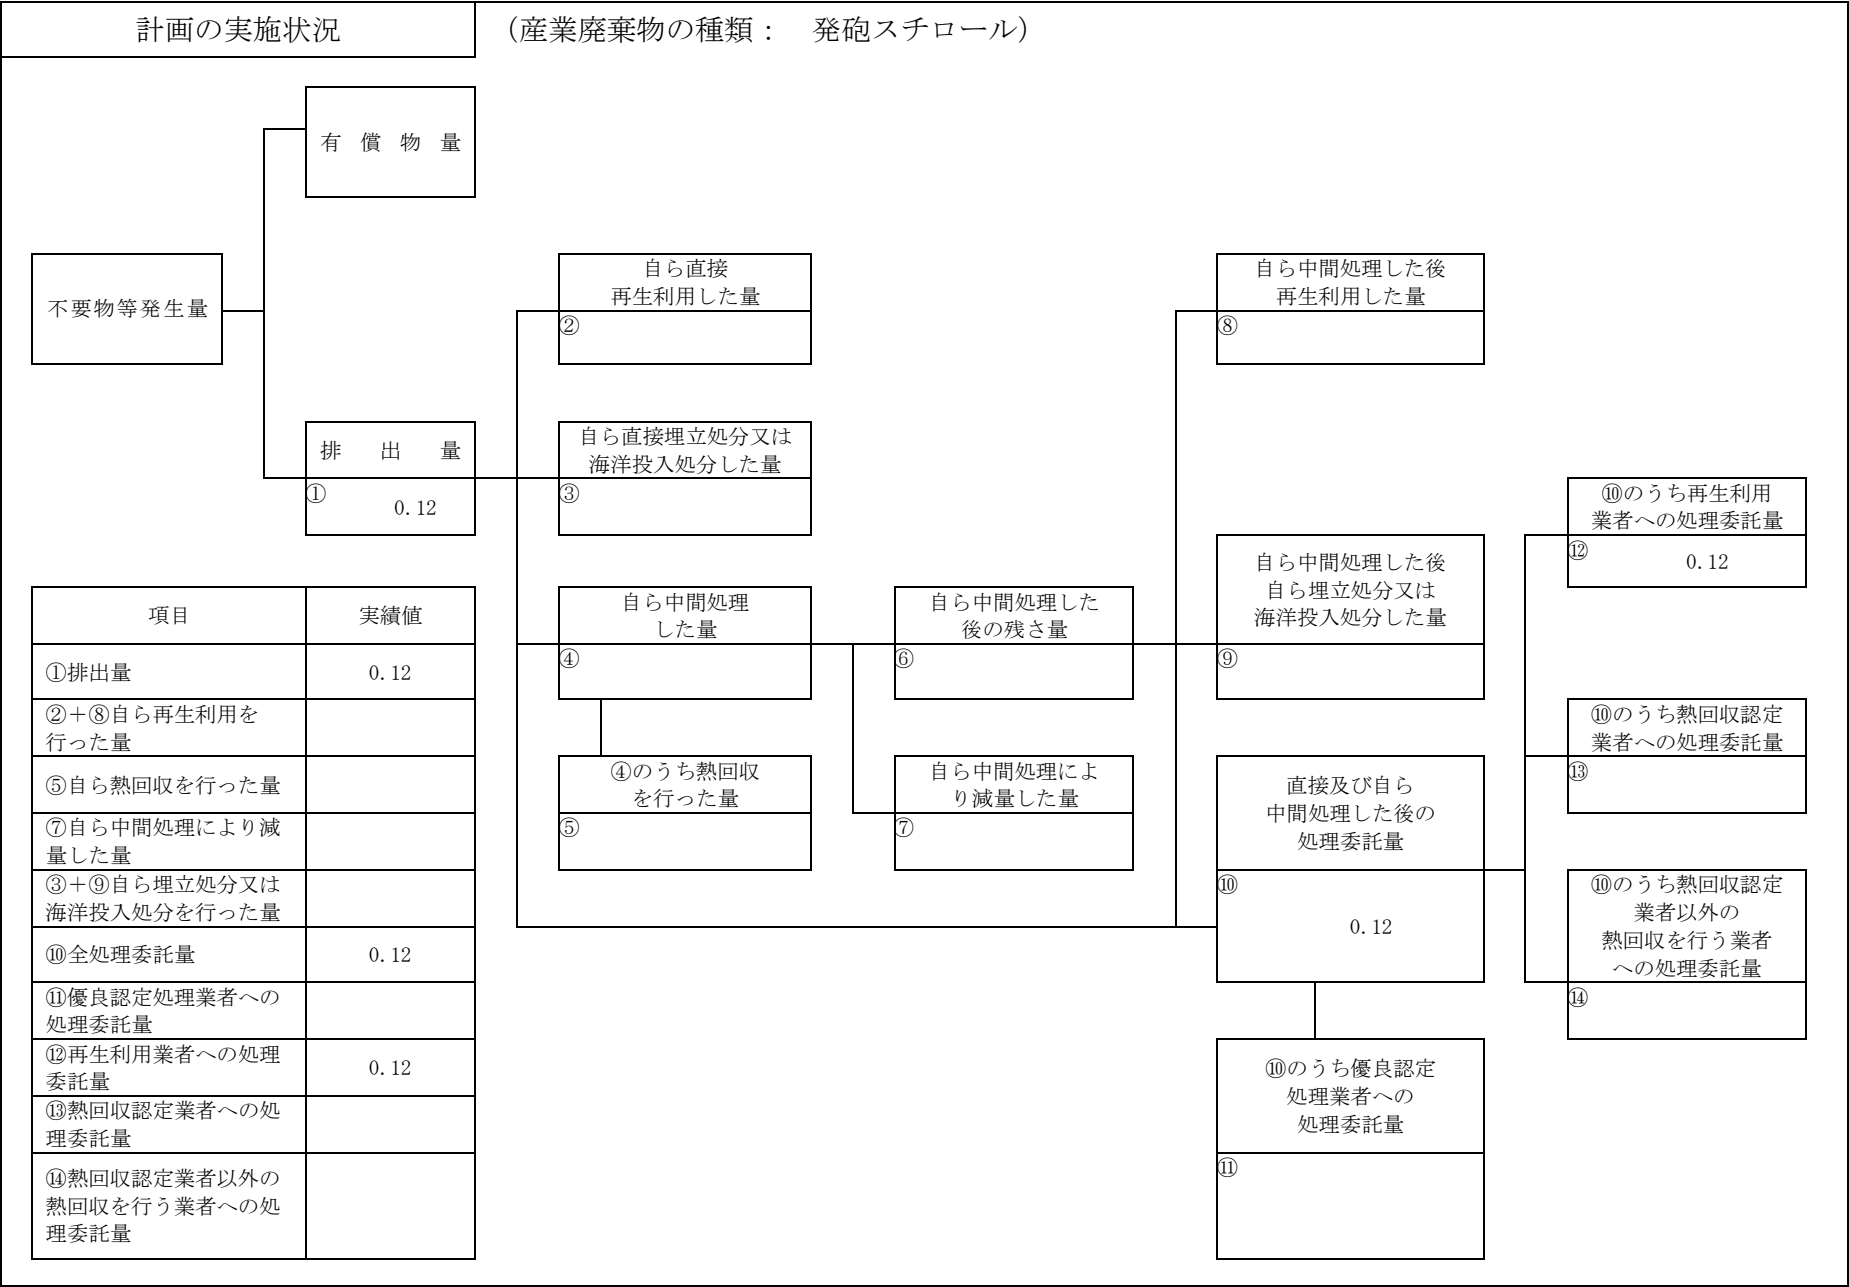 計画の実施状況
（産業廃棄物の種類：　発砲スチロール）
有　償　物　量
不要物等発生量
自ら直接
再生利用した量
②
自ら中間処理した後
再生利用した量
⑧
排　出　量
①
0.12
自ら直接埋立処分又は
海洋投入処分した量
③
⑩のうち再生利用
業者への処理委託量
⑫
0.12
自ら中間処理した後
自ら埋立処分又は
海洋投入処分した量
⑨
自ら中間処理
した量
④
自ら中間処理した
後の残さ量
⑥
⑩のうち熱回収認定
業者への処理委託量
⑬
④のうち熱回収
を行った量
⑤
自ら中間処理によ
り減量した量
⑦
直接及び自ら
中間処理した後の
処理委託量
⑩
0.12
⑩のうち熱回収認定
業者以外の
熱回収を行う業者
への処理委託量
⑭
⑩のうち優良認定
処理業者への
処理委託量
⑪
項目
実績値
①排出量
0.12
②＋⑧自ら再生利用を
行った量
⑤自ら熱回収を行った量
⑦自ら中間処理により減
量した量
③＋⑨自ら埋立処分又は
海洋投入処分を行った量
⑩全処理委託量
0.12
⑪優良認定処理業者への
処理委託量
⑫再生利用業者への処理
委託量
0.12
⑬熱回収認定業者への処
理委託量
⑭熱回収認定業者以外の
熱回収を行う業者への処
理委託量